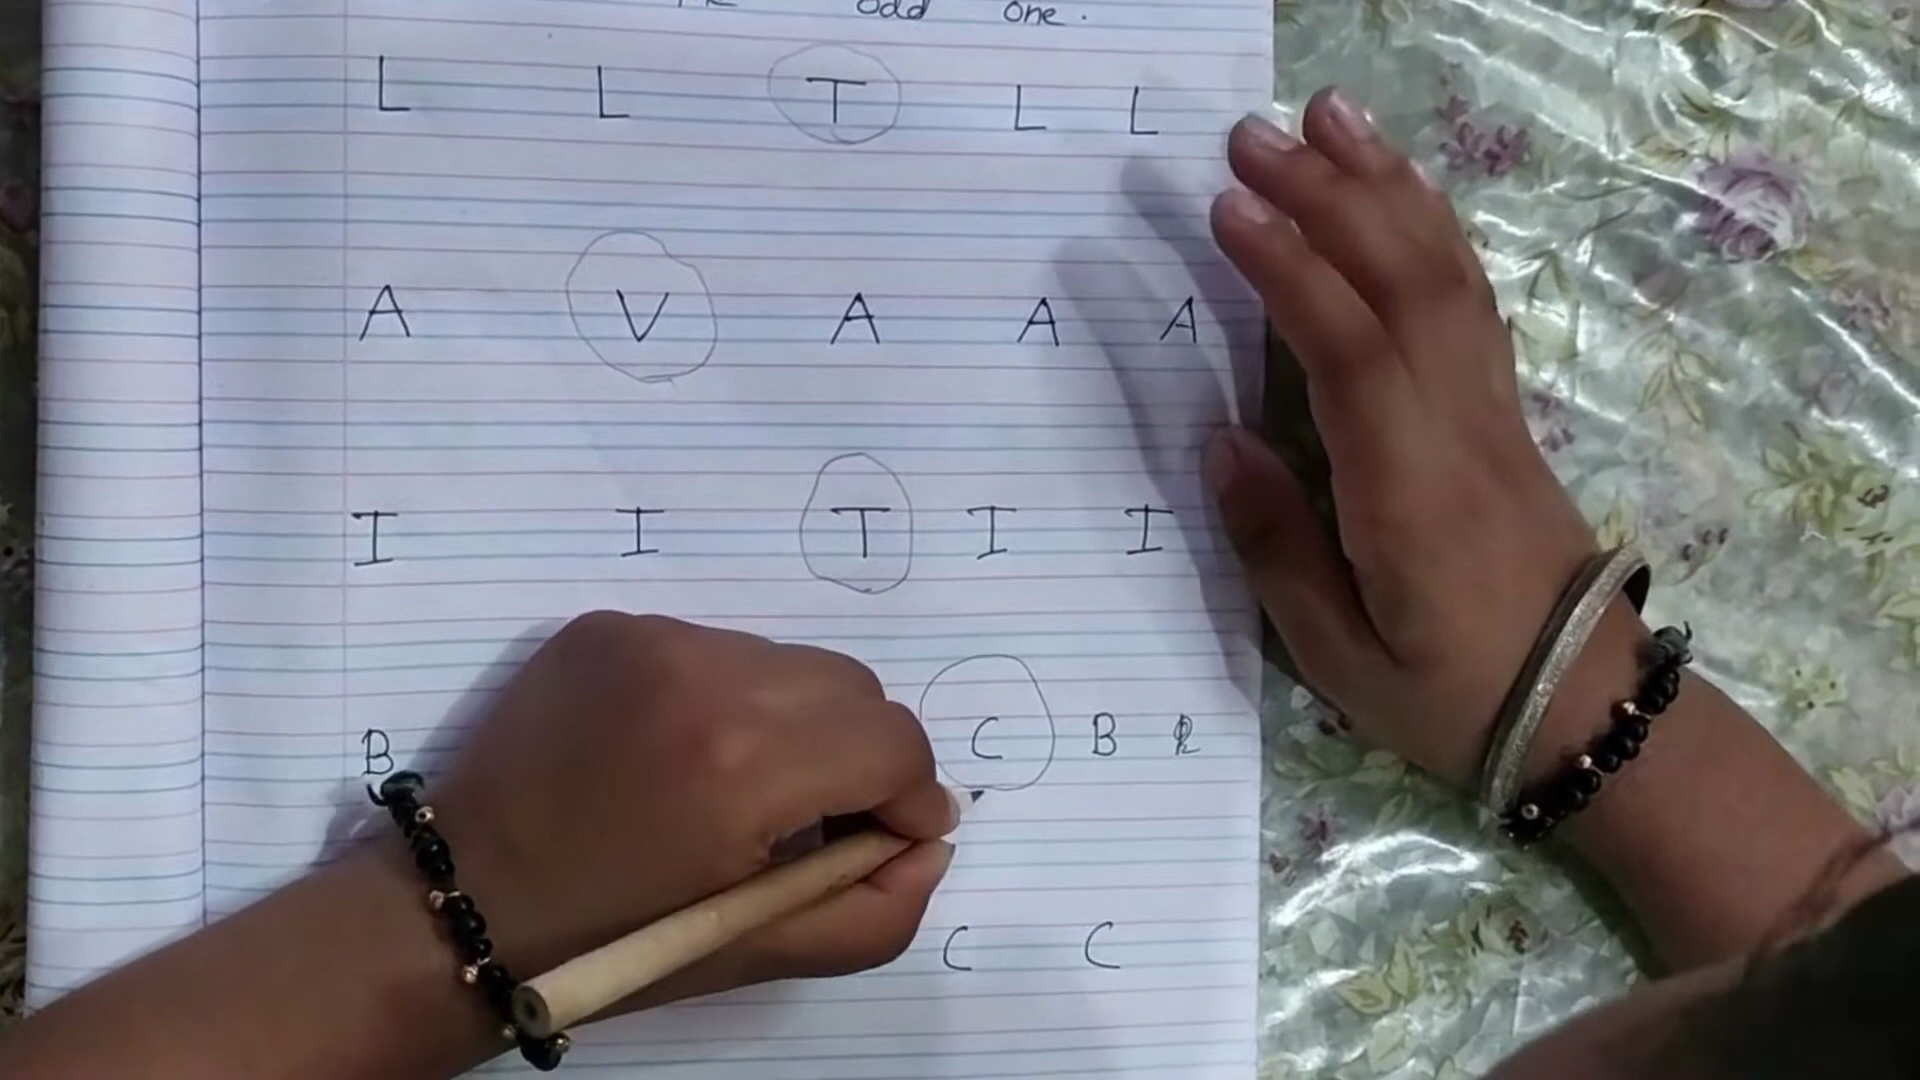 odd one.
L L T L L
A V A A A
I I T I I
B C B
C C